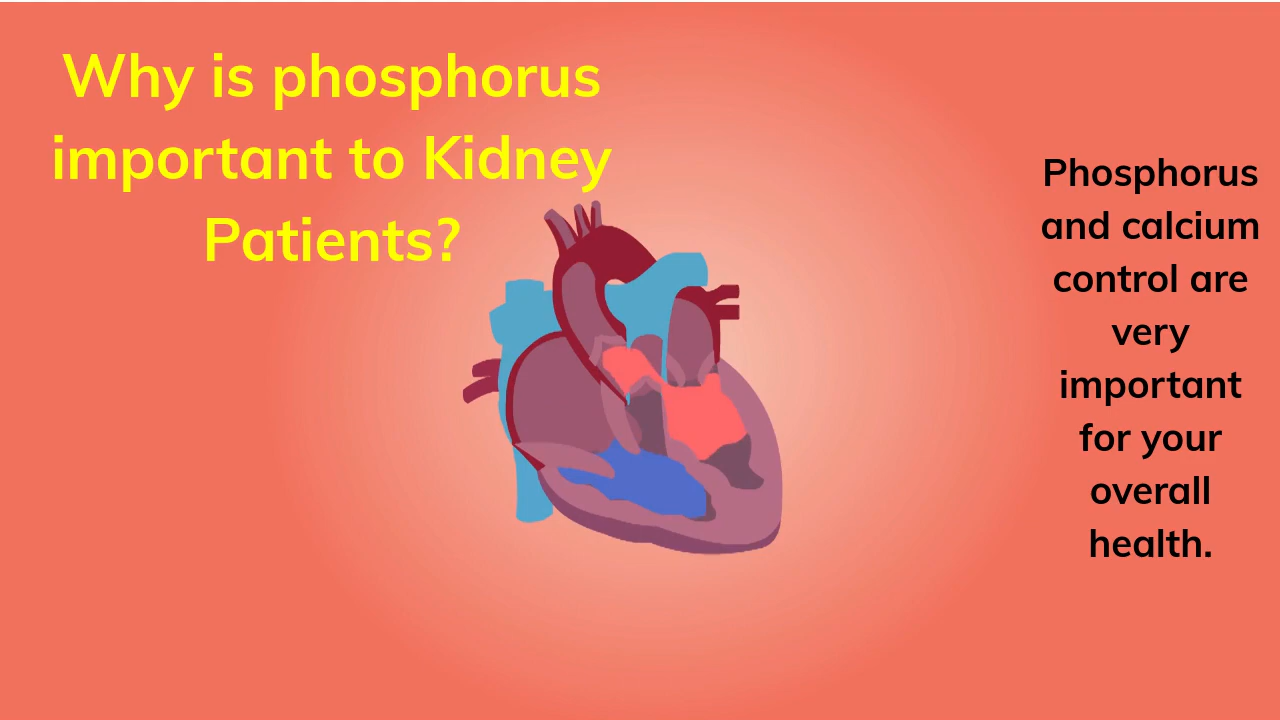 Why is phosphorus
important to Kidney
Patients?
Phosphorus
and calcium
control are
very
important
for your
overall
health.